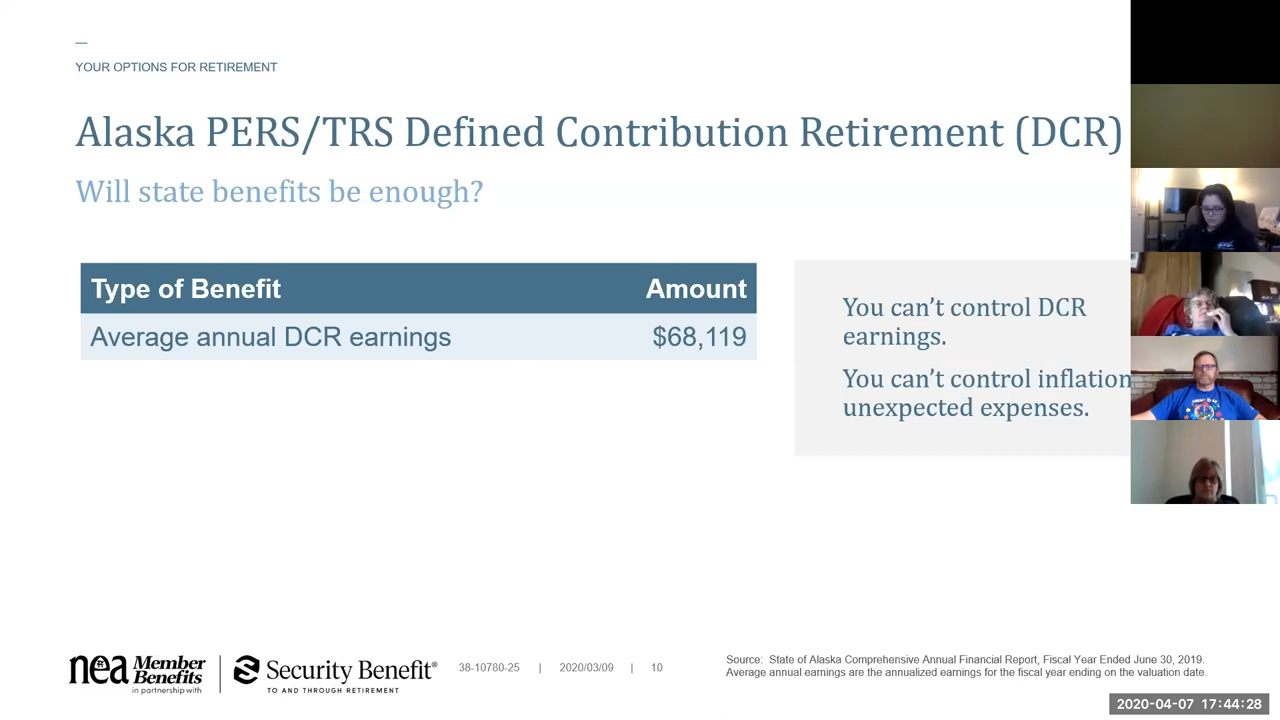 YOUR OPTIONS FOR RETIREMENT
Alaska PERS/TRS Defined Contribution Retirement (DCR)
Will state benefits be enough?
Type of Benefit Amount
Average annual DCR earnings $68,119
You can’t control DCR
earnings.
You can’t control inflation
unexpected expenses.
nea Member
Benefits
in partnership with
Security Benefit®
TO AND THROUGH RETIREMENT
38-10780-25 | 2020/03/09 | 10
Source: State of Alaska Comprehensive Annual Financial Report, Fiscal Year Ended June 30, 2019.
Average annual earnings are the annualized earnings for the fiscal year ending on the valuation date.
2020-04-07 17:44:28